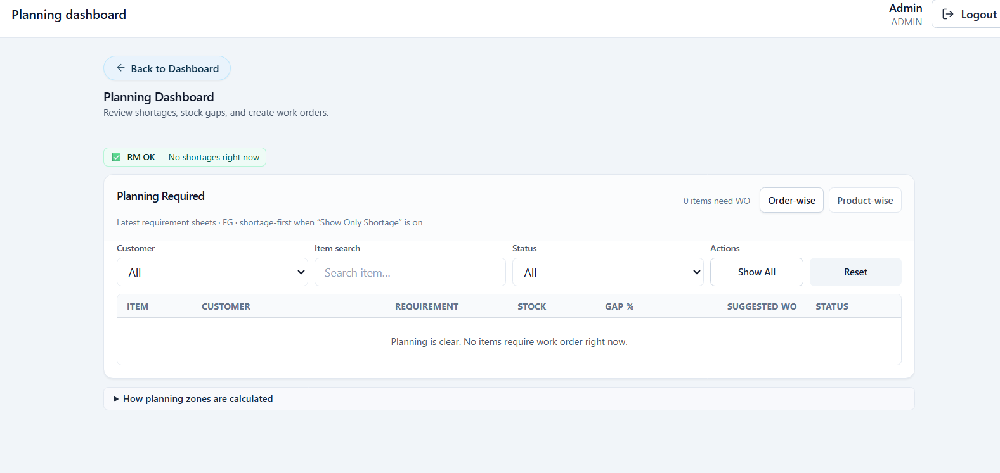 Planning dashboard
Admin
ADMIN
Logout
Back to Dashboard
Planning Dashboard
Review shortages, stock gaps, and create work orders.
RM OK — No shortages right now
Planning Required
0 items need WO
Order-wise
Product-wise
Latest requirement sheets · FG · shortage-first when “Show Only Shortage” is on
Customer
Item search
Status
Actions
All
Search item...
All
Show All
Reset
ITEM CUSTOMER REQUIREMENT STOCK GAP % SUGGESTED WO STATUS
Planning is clear. No items require work order right now.
How planning zones are calculated